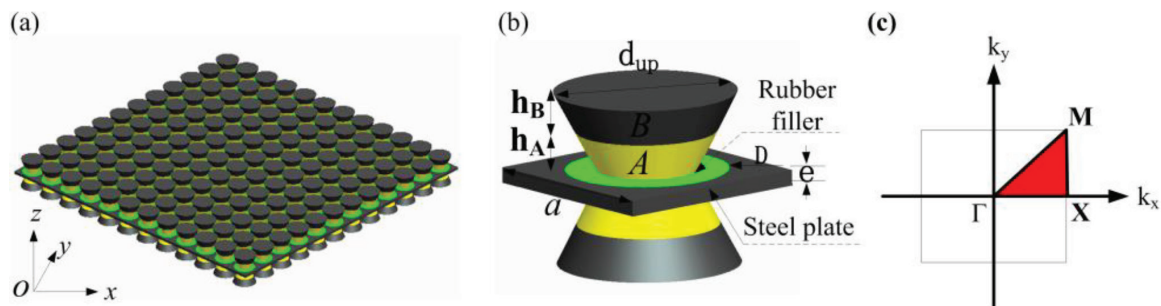 (a)
z
y
o
x
(b)
d_up
h_B
B
h_A
A
Rubber
filler
D
e
a
Steel plate
(c)
k_y
M
Γ
X
k_x